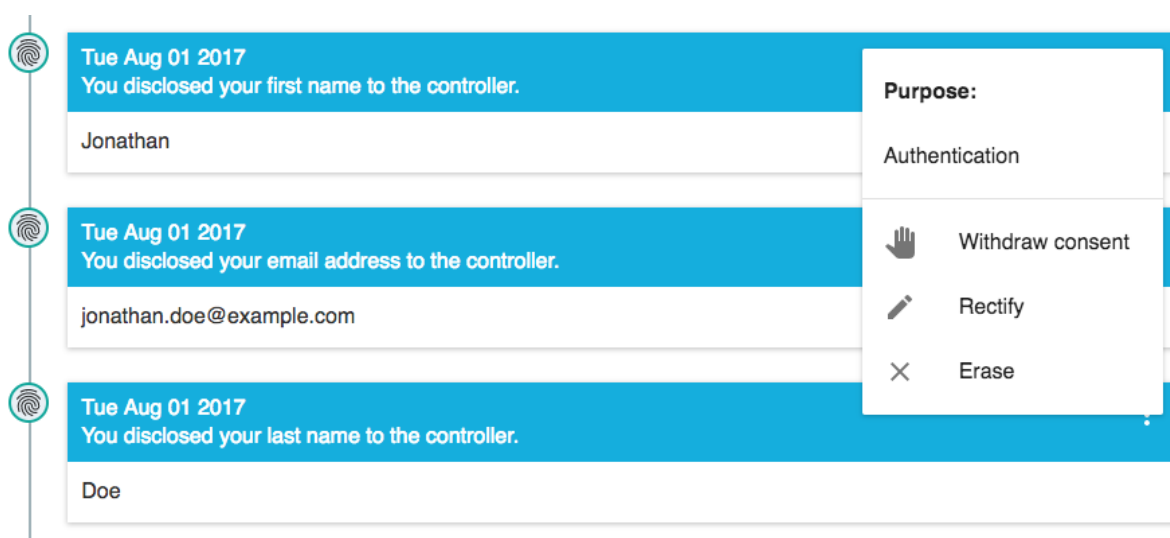 Tue Aug 01 2017
You disclosed your first name to the controller.
Jonathan
Purpose:
Authentication
Withdraw consent
Rectify
Erase
Tue Aug 01 2017
You disclosed your email address to the controller.
jonathan.doe@example.com
Tue Aug 01 2017
You disclosed your last name to the controller.
Doe